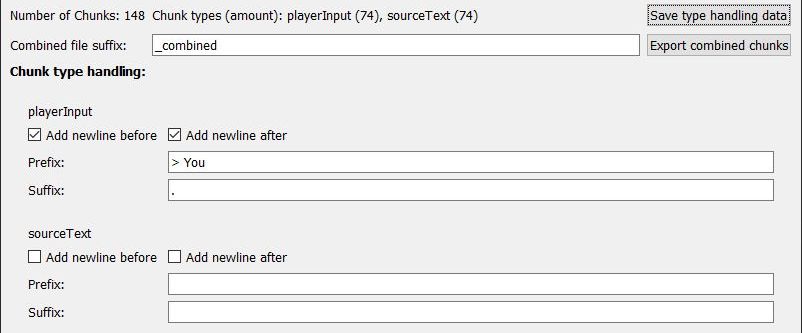 Number of Chunks: 148 Chunk types (amount): playerInput (74), sourceText (74) Save type handling data
Combined file suffix: _combined Export combined chunks
Chunk type handling:
playerInput
Add newline before Add newline after
Prefix: > You
Suffix: .
sourceText
Add newline before Add newline after
Prefix:
Suffix: